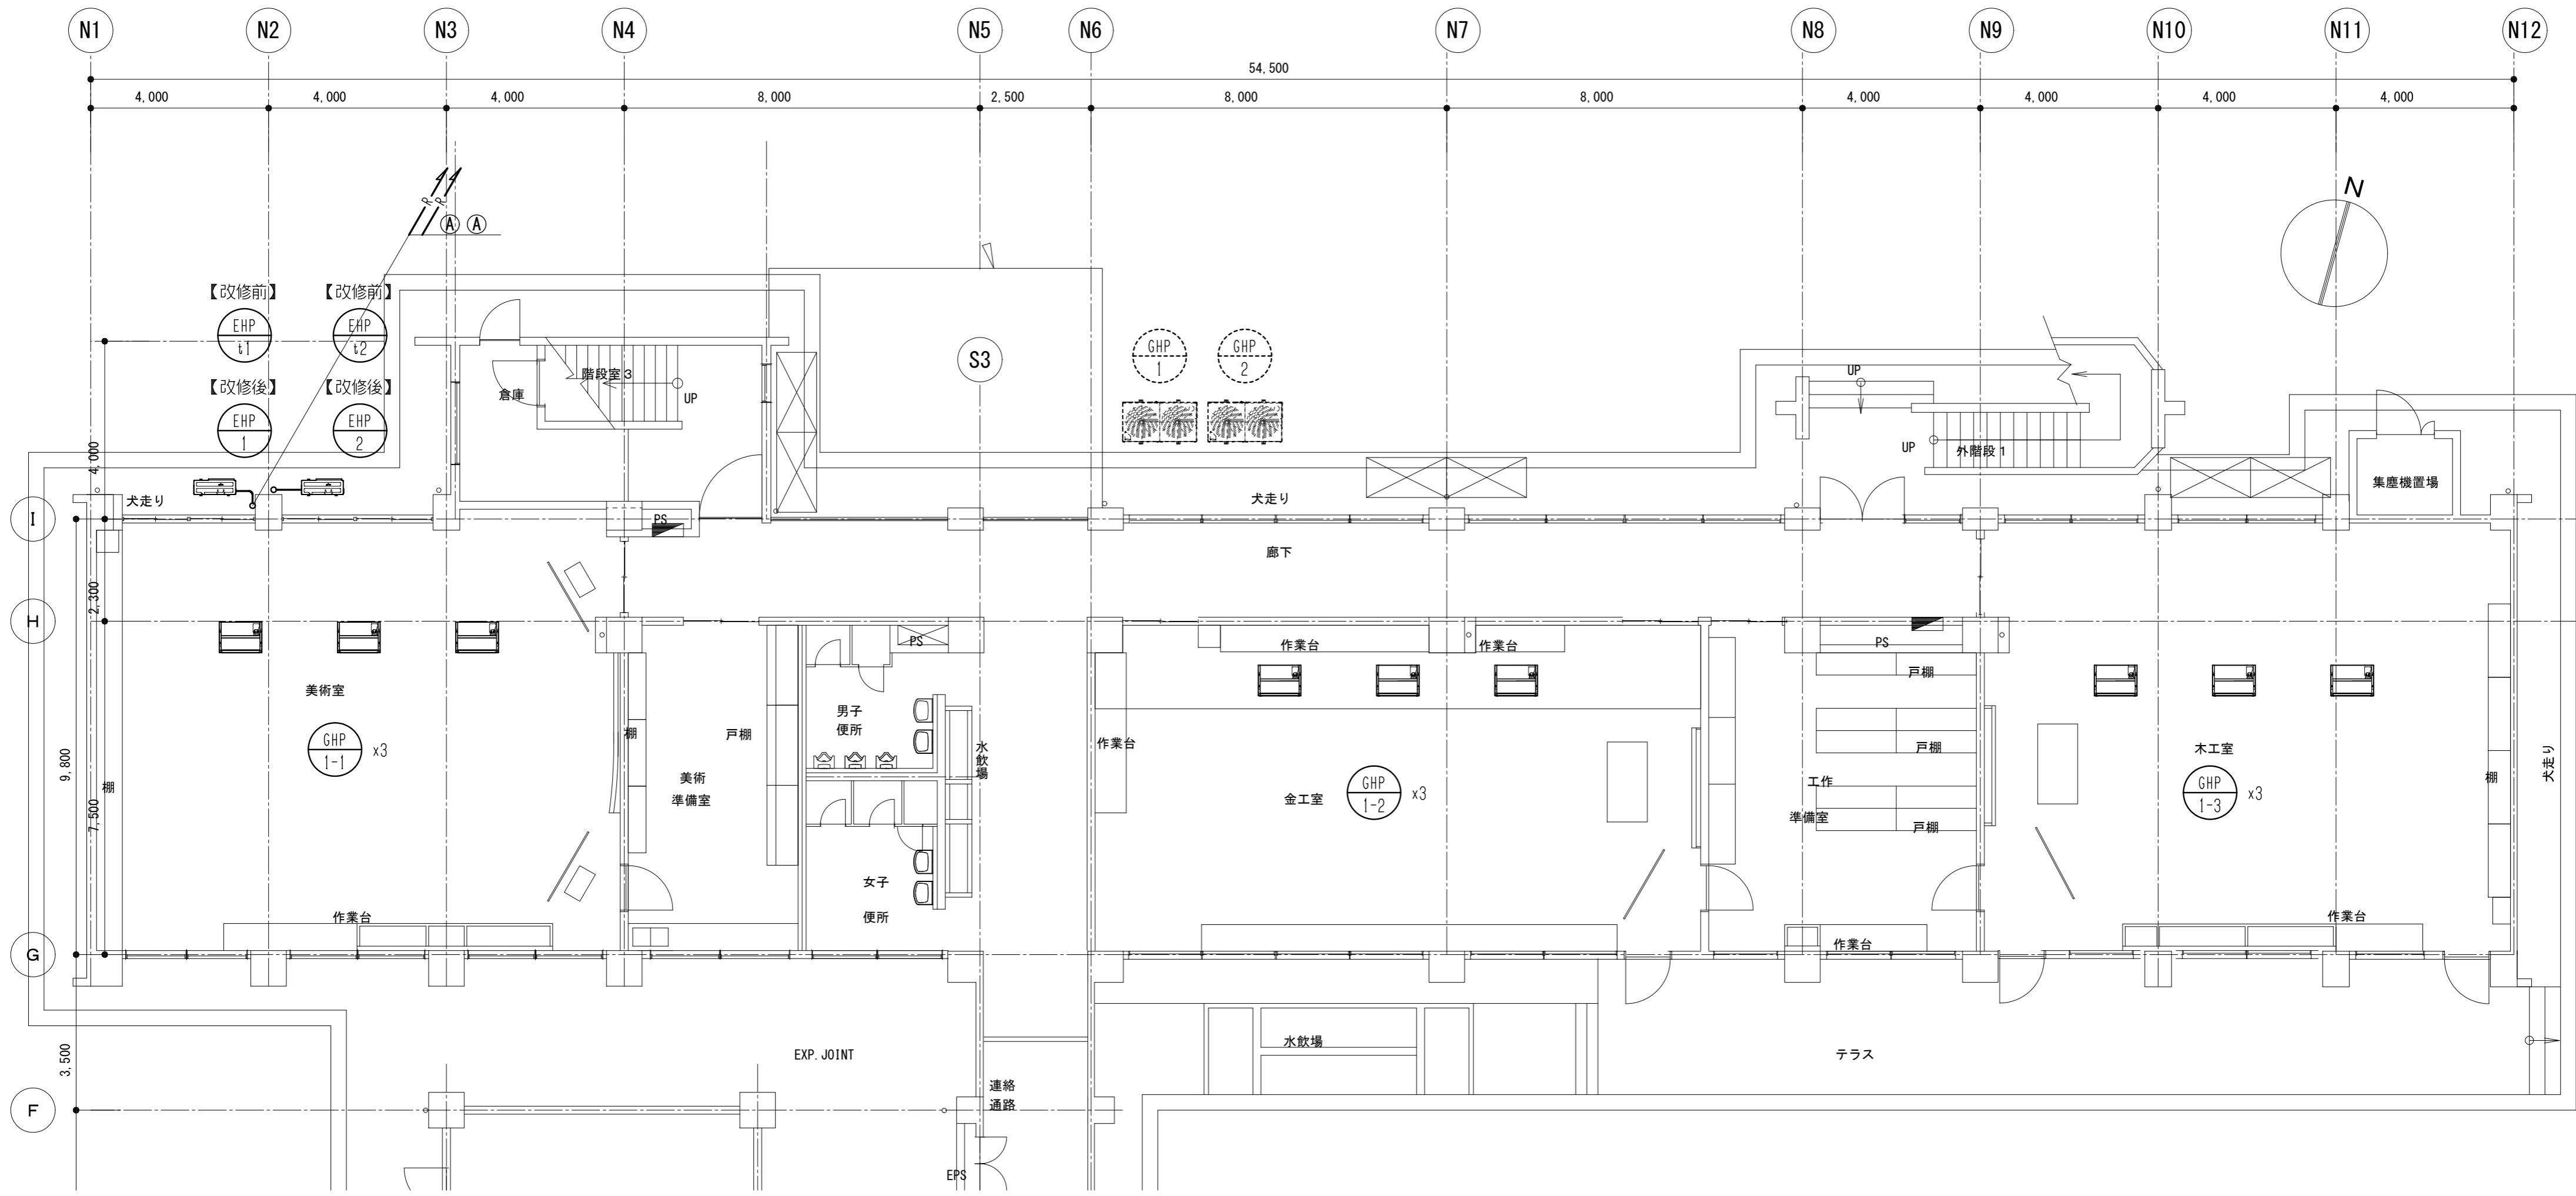 N1 N2 N3 N4 N5 N6 N7 N8 N9 N10 N11 N12
54,500
4,000 4,000 4,000 8,000 2,500 8,000 8,000 4,000 4,000 4,000 4,000
R
R
A A
N
【改修前】 【改修前】
EHP
t1
EHP
t2
【改修後】 【改修後】
EHP
1
EHP
2
GHP
1
GHP
2
S3
階段室3
倉庫
UP
UP
UP
外階段1
集塵機置場
4,000
犬走り
犬走り
I
PS
廊下
2,300
H
PS
作業台
作業台
PS
戸棚
美術室
GHP
1-1
x3
棚
棚
戸棚
美術
準備室
男子
便所
水飲場
作業台
金工室
GHP
1-2
x3
工作
準備室
戸棚
戸棚
木工室
GHP
1-3
x3
棚
犬走り
9,800
7,500
女子
便所
作業台
作業台
作業台
G
3,500
EXP.JOINT
水飲場
テラス
連絡
通路
F
EPS